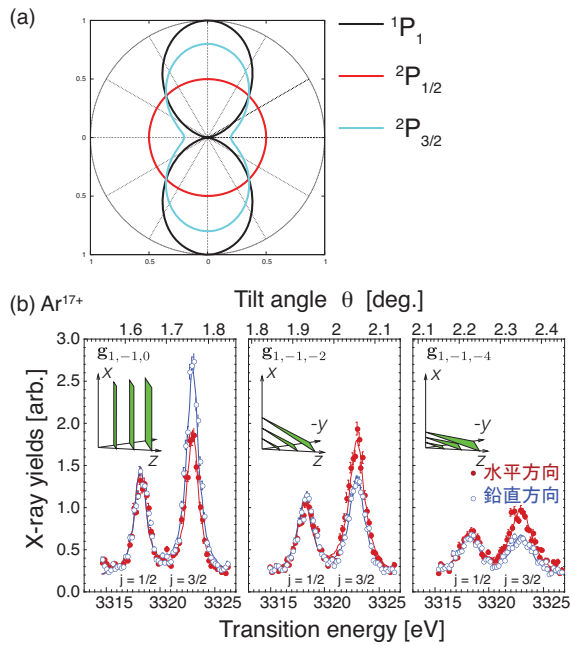 (a)
1
0.5
0
0.5
1
1
0.5
0
0.5
1
¹P₁
²P₁/₂
²P₃/₂
(b) Ar¹⁷⁺
Tilt angle θ [deg.]
1.6 1.7 1.8 1.8 1.9 2 2.1 2.1 2.2 2.3 2.4
X-ray yields [arb.]
3.0
2.5
2.0
1.5
1.0
0.5
0.0
g₁,₋₁,₀
x
z
j = 1/2 j = 3/2
g₁,₋₁,₋₂
x
-y
z
j = 1/2 j = 3/2
g₁,₋₁,₋₄
x
-y
z
水平方向
鉛直方向
j = 1/2 j = 3/2
3315 3320 3325 3315 3320 3325 3315 3320 3325
Transition energy [eV]